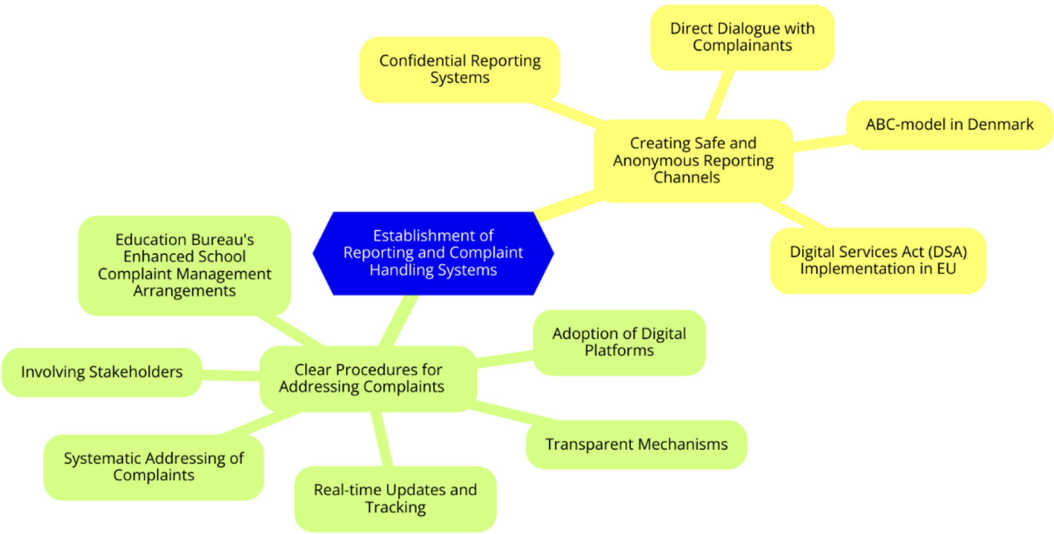 Direct Dialogue with
Complainants
Confidential Reporting
Systems
ABC-model in Denmark
Creating Safe and
Anonymous Reporting
Channels
Digital Services Act (DSA)
Implementation in EU
Establishment of
Reporting and Complaint
Handling Systems
Education Bureau's
Enhanced School
Complaint Management
Arrangements
Adoption of Digital
Platforms
Involving Stakeholders
Clear Procedures for
Addressing Complaints
Transparent Mechanisms
Systematic Addressing of
Complaints
Real-time Updates and
Tracking